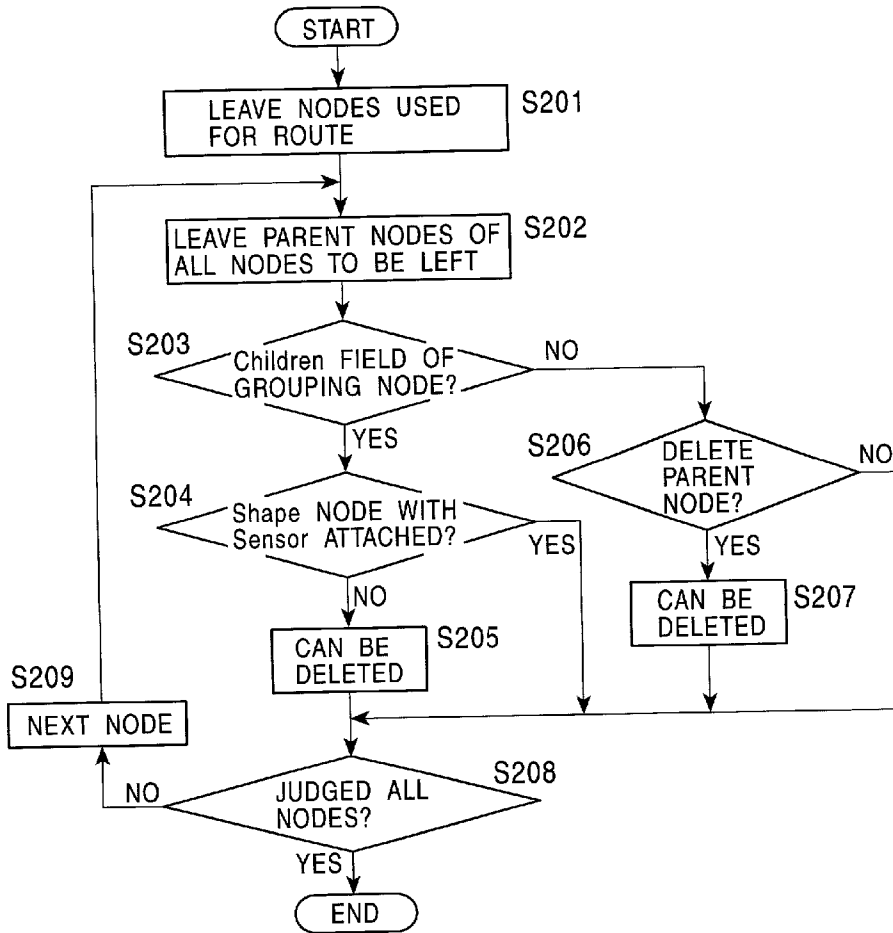 START
LEAVE NODES USED
FOR ROUTE
S201
LEAVE PARENT NODES OF
ALL NODES TO BE LEFT
S202
S203
Children FIELD OF
GROUPING NODE?
NO
YES
S206
DELETE
PARENT
NODE?
NO
YES
S204
Shape NODE WITH
Sensor ATTACHED?
YES
NO
CAN BE
DELETED
S207
CAN BE
DELETED
S205
S209
NEXT NODE
NO
JUDGED ALL
NODES?
S208
YES
END